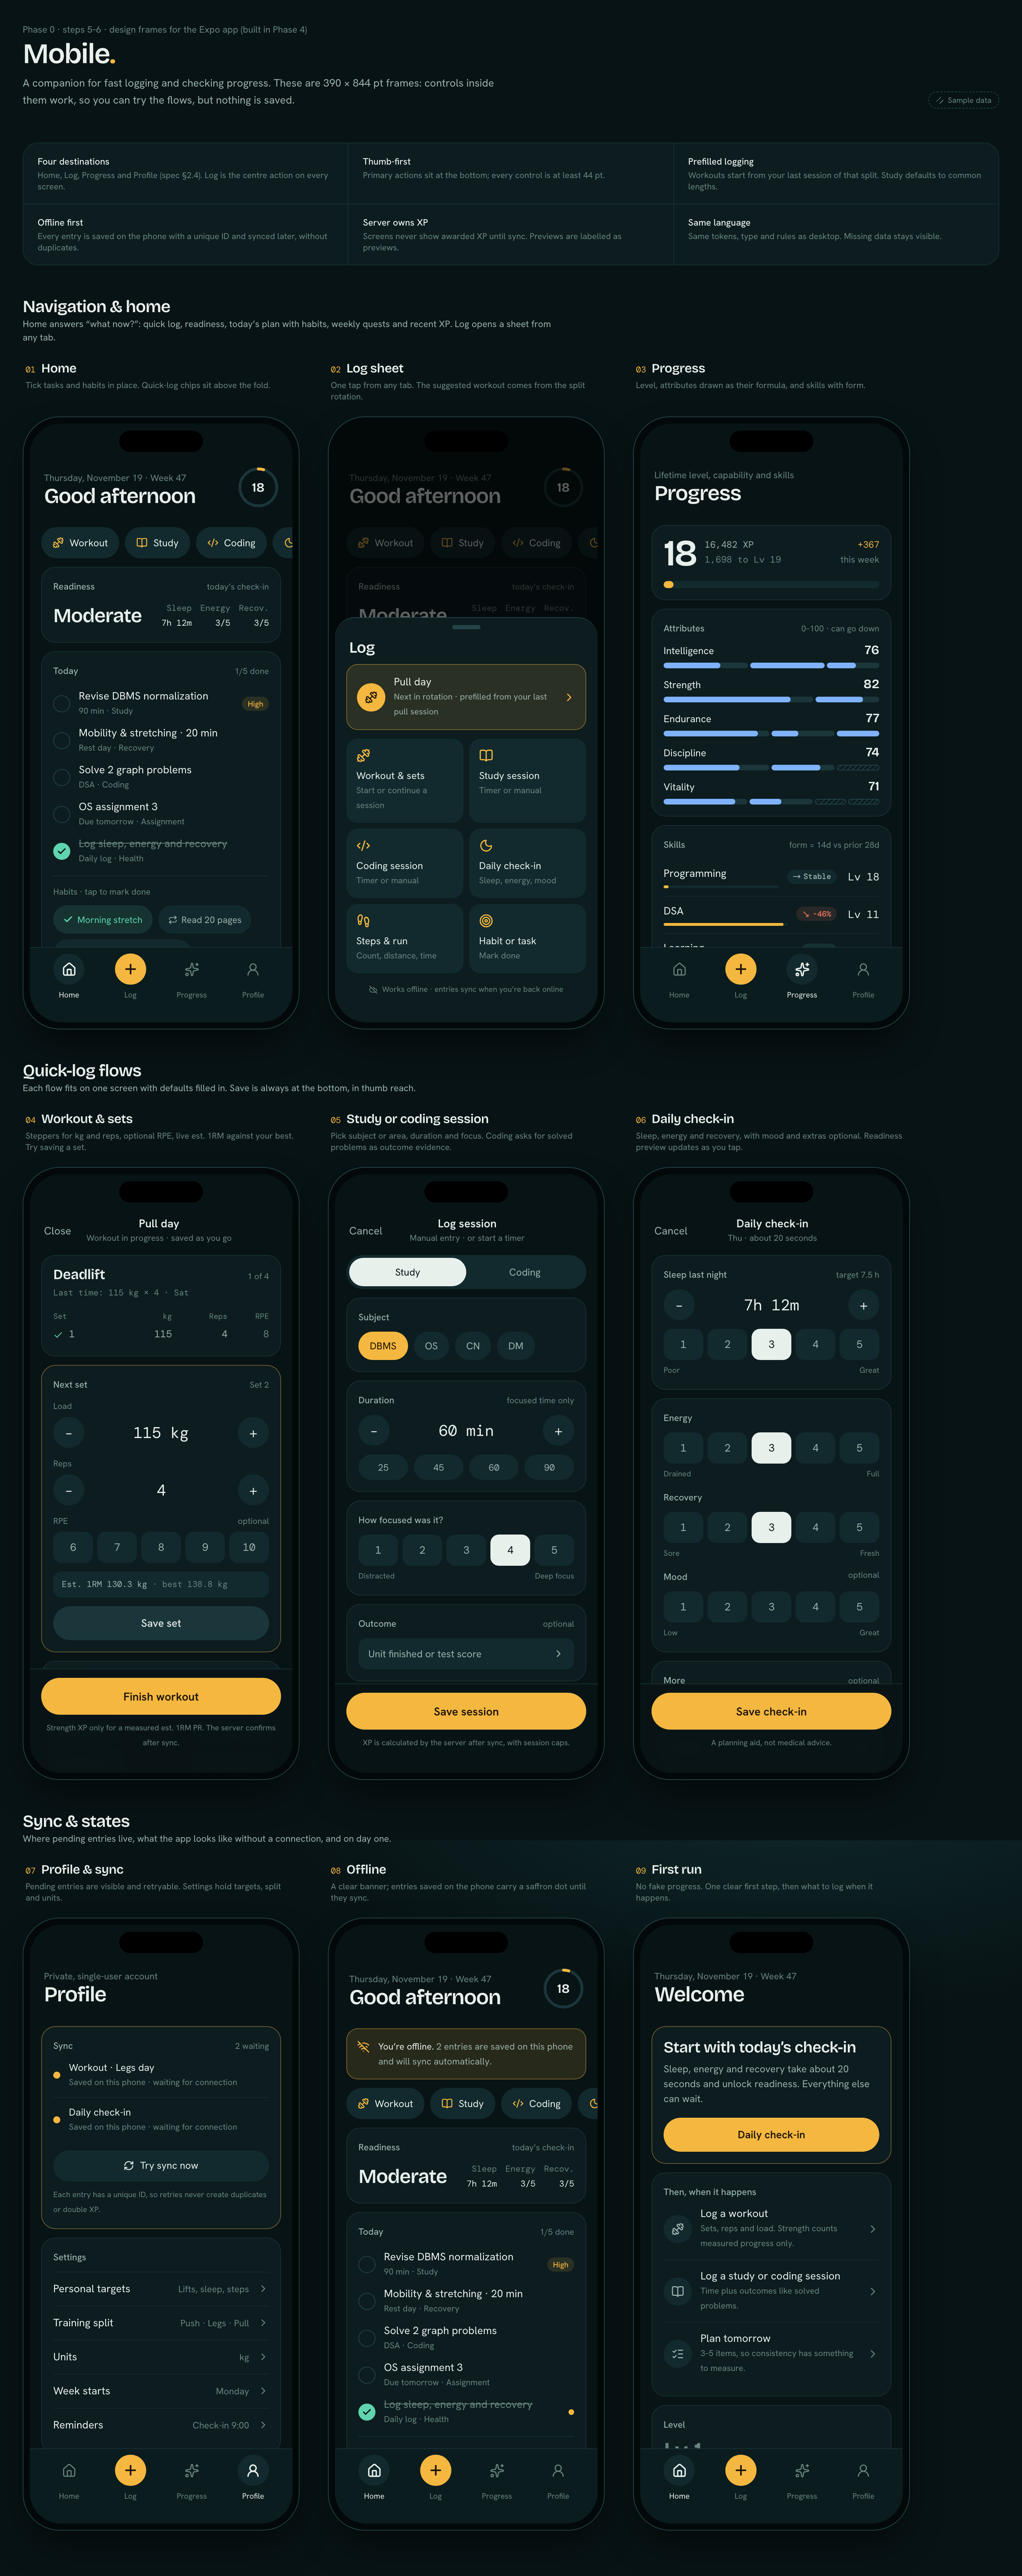 Phase 0 · steps 5-6 · design frames for the Expo app (built in Phase 4)
Mobile.
A companion for fast logging and checking progress. These are 390 × 844 pt frames: controls inside
them work, so you can try the flows, but nothing is saved.
Sample data
Four destinations
Home, Log, Progress and Profile (spec §2.4). Log is the centre action on every
screen.
Thumb-first
Primary actions sit at the bottom; every control is at least 44 pt.
Prefilled logging
Workouts start from your last session of that split. Study defaults to common
lengths.
Offline first
Every entry is saved on the phone with a unique ID and synced later, without
duplicates.
Server owns XP
Screens never show awarded XP until sync. Previews are labelled as
previews.
Same language
Same tokens, type and rules as desktop. Missing data stays visible.
Navigation & home
Home answers “what now?”: quick log, readiness, today’s plan with habits, weekly quests and recent XP. Log opens a sheet from
any tab.
01 Home
Tick tasks and habits in place. Quick-log chips sit above the fold.
Thursday, November 19 · Week 47
Good afternoon
18
Workout
Study
Coding
Readiness
today’s check-in
Moderate
Sleep Energy Recov.
7h 12m 3/5 3/5
Today
1/5 done
Revise DBMS normalization
90 min · Study
High
Mobility & stretching · 20 min
Rest day · Recovery
Solve 2 graph problems
DSA · Coding
OS assignment 3
Due tomorrow · Assignment
Log sleep, energy and recovery
Daily log · Health
Habits · tap to mark done
Morning stretch
Read 20 pages
Home
Log
Progress
Profile
02 Log sheet
One tap from any tab. The suggested workout comes from the split
rotation.
Thursday, November 19 · Week 47
Good afternoon
18
Workout
Study
Coding
Readiness
today’s check-in
Moderate
Sleep Energy Recov.
Log
Pull day
Next in rotation · prefilled from your last
pull session
Workout & sets
Start or continue a
session
Study session
Timer or manual
Coding session
Timer or manual
Daily check-in
Sleep, energy, mood
Steps & run
Count, distance, time
Habit or task
Mark done
Works offline · entries sync when you’re back online
03 Progress
Level, attributes drawn as their formula, and skills with form.
Lifetime level, capability and skills
Progress
18
16,482 XP
1,698 to Lv 19
+367
this week
Attributes
0–100 · can go down
Intelligence 76
Strength 82
Endurance 77
Discipline 74
Vitality 71
Skills
form = 14d vs prior 28d
Programming
→ Stable
Lv 18
DSA
↘ -46%
Lv 11
Learning
Home
Log
Progress
Profile
Quick-log flows
Each flow fits on one screen with defaults filled in. Save is always at the bottom, in thumb reach.
04 Workout & sets
Steppers for kg and reps, optional RPE, live est. 1RM against your best.
Try saving a set.
Close
Pull day
Workout in progress · saved as you go
Deadlift
1 of 4
Last time: 115 kg × 4 · Sat
Set kg Reps RPE
1 115 4 8
Next set
Set 2
Load
− 115 kg +
Reps
− 4 +
RPE
optional
6 7 8 9 10
Est. 1RM 130.3 kg · best 138.8 kg
Save set
Finish workout
Strength XP only for a measured est. 1RM PR. The server confirms
after sync.
05 Study or coding session
Pick subject or area, duration and focus. Coding asks for solved
problems as outcome evidence.
Cancel
Log session
Manual entry · or start a timer
Study
Coding
Subject
DBMS OS CN DM
Duration
focused time only
− 60 min +
25 45 60 90
How focused was it?
1 2 3 4 5
Distracted
Deep focus
Outcome
optional
Unit finished or test score
Save session
XP is calculated by the server after sync, with session caps.
06 Daily check-in
Sleep, energy and recovery, with mood and extras optional. Readiness
preview updates as you tap.
Cancel
Daily check-in
Thu · about 20 seconds
Sleep last night
target 7.5 h
− 7h 12m +
1 2 3 4 5
Poor
Great
Energy
1 2 3 4 5
Drained
Full
Recovery
1 2 3 4 5
Sore
Fresh
Mood
optional
1 2 3 4 5
Low
Great
More
optional
Save check-in
A planning aid, not medical advice.
Sync & states
Where pending entries live, what the app looks like without a connection, and on day one.
07 Profile & sync
Pending entries are visible and retryable. Settings hold targets, split
and units.
Private, single-user account
Profile
Sync
2 waiting
Workout · Legs day
Saved on this phone · waiting for connection
Daily check-in
Saved on this phone · waiting for connection
Try sync now
Each entry has a unique ID, so retries never create duplicates
or double XP.
Settings
Personal targets
Lifts, sleep, steps
Training split
Push · Legs · Pull
Units
kg
Week starts
Monday
Reminders
Check-in 9:00
Home
Log
Progress
Profile
08 Offline
A clear banner; entries saved on the phone carry a saffron dot until
they sync.
Thursday, November 19 · Week 47
Good afternoon
18
You’re offline. 2 entries are saved on this phone
and will sync automatically.
Workout
Study
Coding
Readiness
today’s check-in
Moderate
Sleep Energy Recov.
7h 12m 3/5 3/5
Today
1/5 done
Revise DBMS normalization
90 min · Study
High
Mobility & stretching · 20 min
Rest day · Recovery
Solve 2 graph problems
DSA · Coding
OS assignment 3
Due tomorrow · Assignment
Log sleep, energy and recovery
Daily log · Health
Home
Log
Progress
Profile
09 First run
No fake progress. One clear first step, then what to log when it
happens.
Thursday, November 19 · Week 47
Welcome
Start with today’s check-in
Sleep, energy and recovery take about 20
seconds and unlock readiness. Everything else
can wait.
Daily check-in
Then, when it happens
Log a workout
Sets, reps and load. Strength counts
measured progress only.
Log a study or coding session
Time plus outcomes like solved
problems.
Plan tomorrow
3–5 items, so consistency has something
to measure.
Level
Home
Log
Progress
Profile